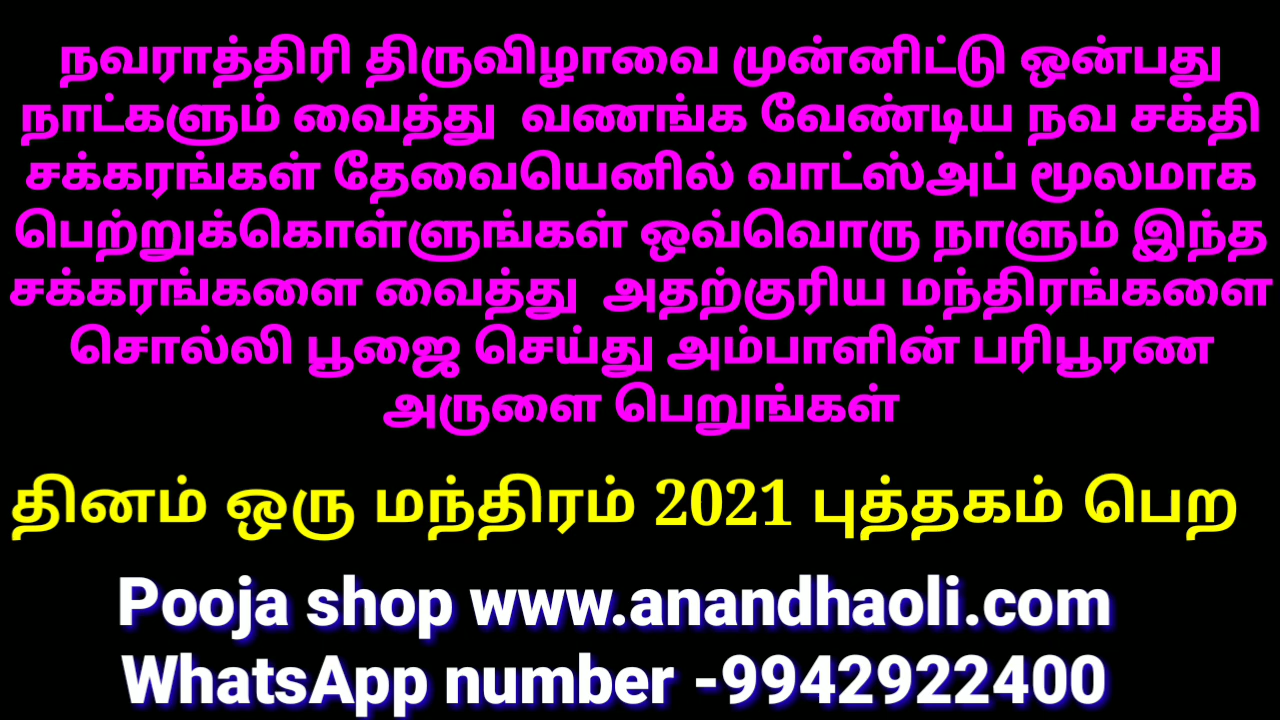 நவராத்திரி திருவிழாவை முன்னிட்டு ஒன்பது
நாட்களும் வைத்து வணங்க வேண்டிய நவ சக்தி
சக்கரங்கள் தேவையெனில் வாட்ஸ்அப் மூலமாக
பெற்றுக்கொள்ளுங்கள் ஒவ்வொரு நாளும் இந்த
சக்கரங்களை வைத்து அதற்குரிய மந்திரங்களை
சொல்லி பூஜை செய்து அம்பாளின் பரிபூரண
அருளை பெறுங்கள்
தினம் ஒரு மந்திரம் 2021 புத்தகம் பெற
Pooja shop www.anandhaoli.com
WhatsApp number -9942922400